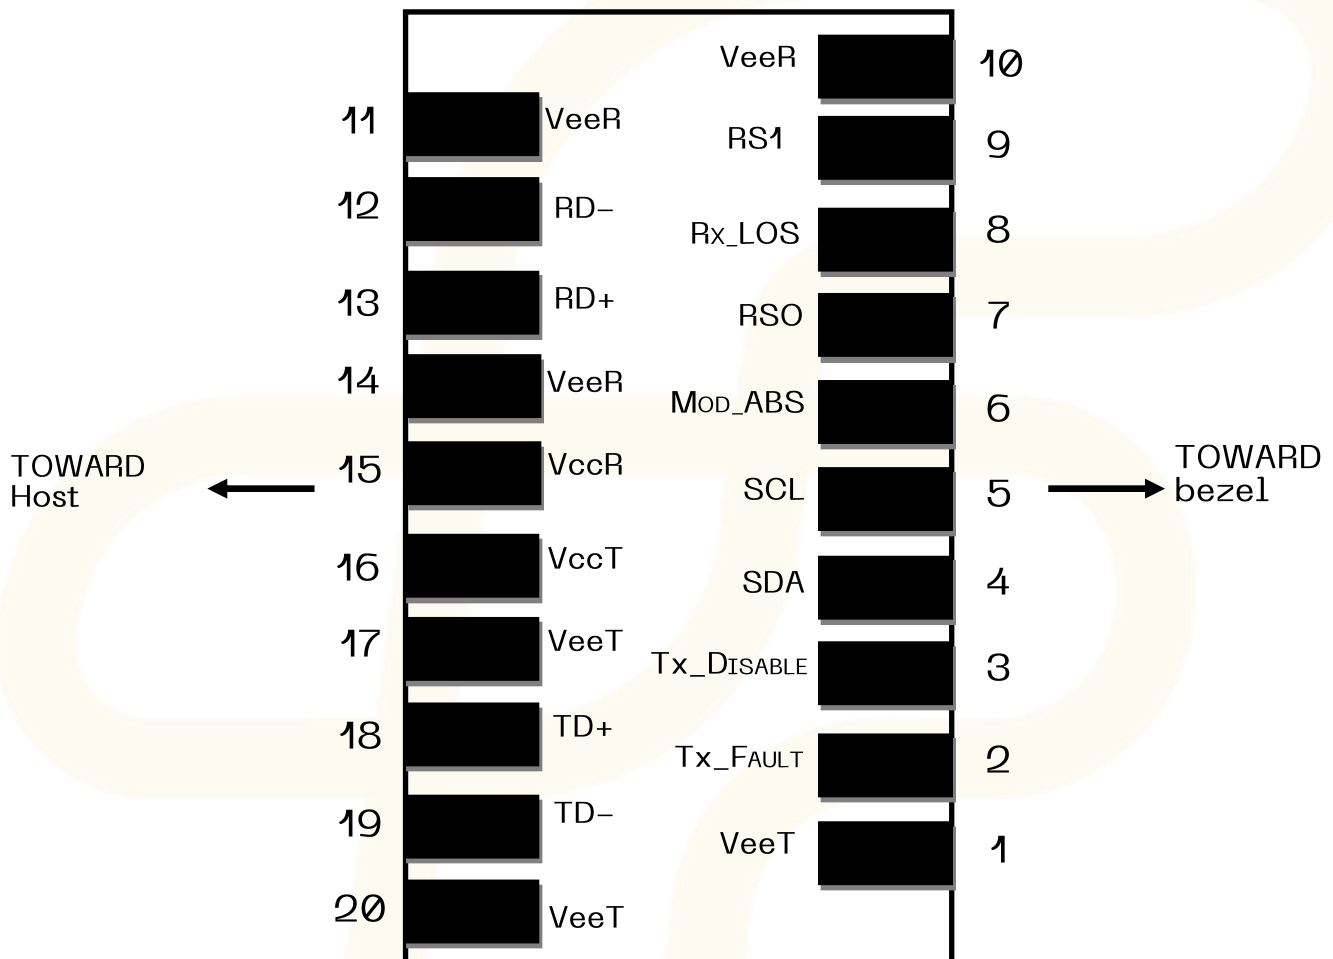 VeeR 10
11 VeeR
RS1 9
12 RD–
Rx_LOS 8
13 RD+
RSO 7
14 VeeR
Mod_ABS 6
TOWARD
Host
15 VccR
SCL 5
TOWARD
bezel
16 VccT
SDA 4
17 VeeT
Tx_Disable 3
18 TD+
Tx_Fault 2
19 TD–
VeeT 1
20 VeeT